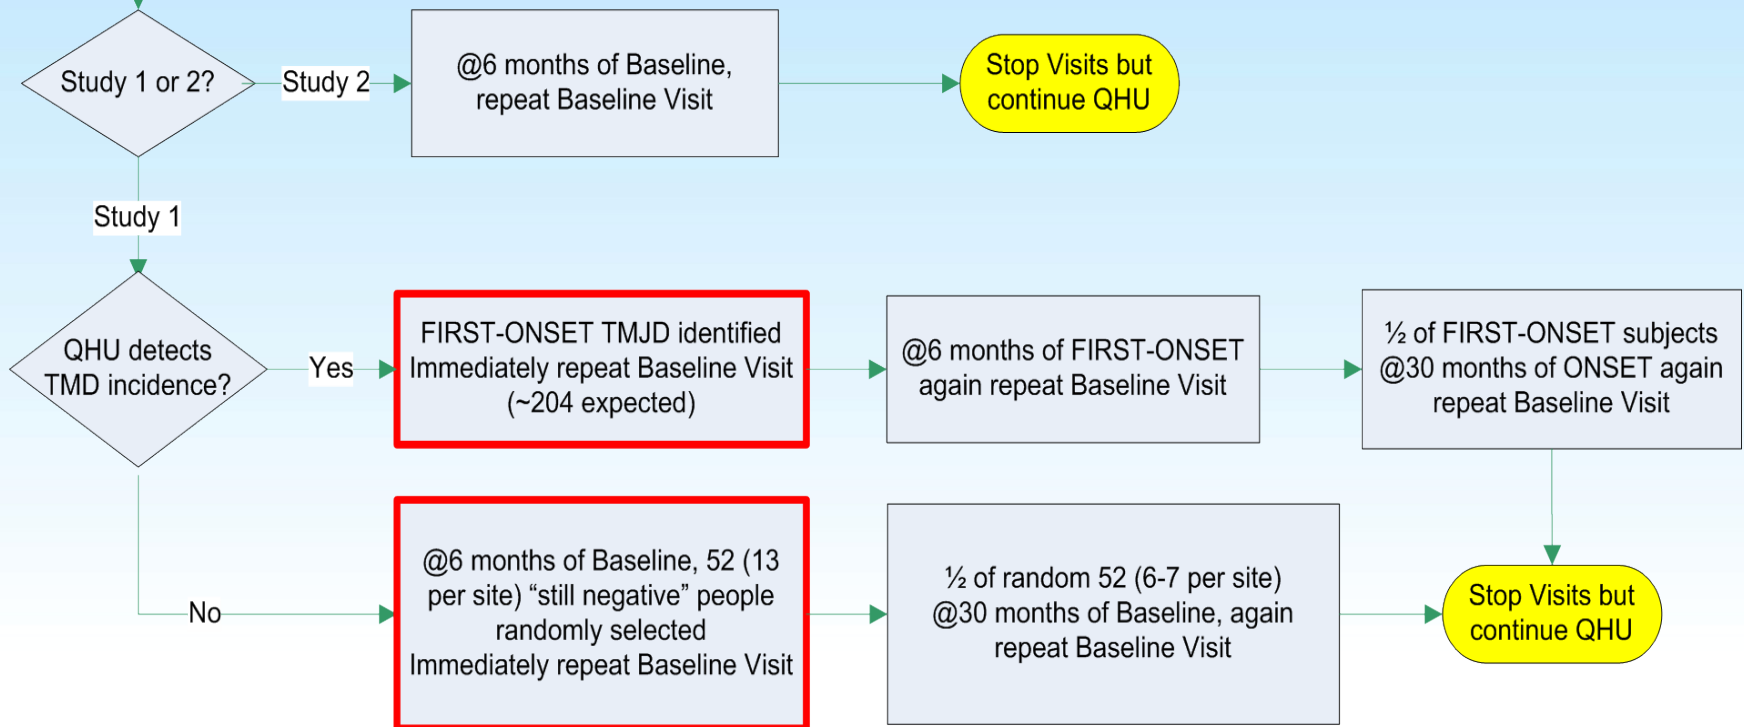 Study 1 or 2?
Study 2
@6 months of Baseline,
repeat Baseline Visit
Stop Visits but
continue QHU
Study 1
QHU detects
TMD incidence?
Yes
FIRST-ONSET TMJD identified
Immediately repeat Baseline Visit
(~204 expected)
@6 months of FIRST-ONSET
again repeat Baseline Visit
½ of FIRST-ONSET subjects
@30 months of ONSET again
repeat Baseline Visit
No
@6 months of Baseline, 52 (13
per site) “still negative” people
randomly selected
Immediately repeat Baseline Visit
½ of random 52 (6-7 per site)
@30 months of Baseline, again
repeat Baseline Visit
Stop Visits but
continue QHU